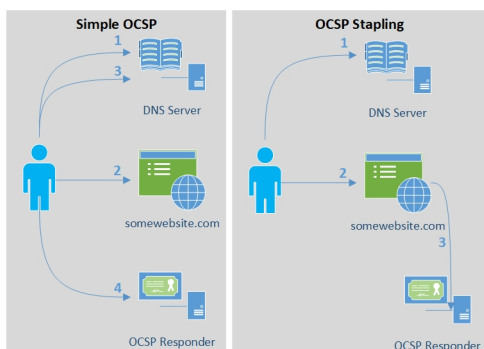 Simple OCSP
1
3
DNS Server
2
somewebsite.com
4
OCSP Responder
OCSP Stapling
1
DNS Server
2
somewebsite.com
3
OCSP Responder